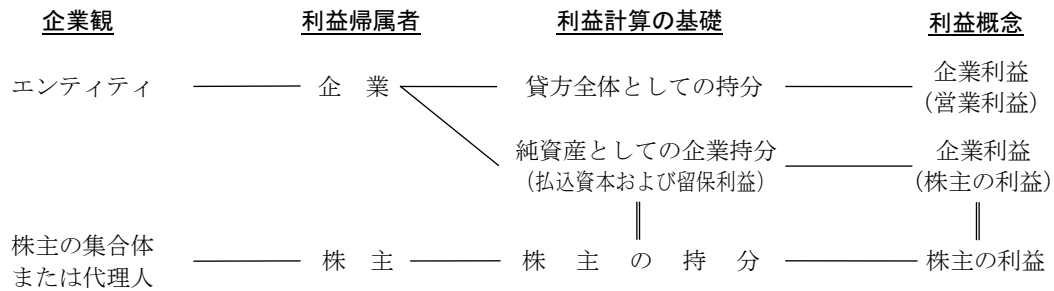 企業観 利益帰属者 利益計算の基礎 利益概念
エンティティ 企 業 貸方全体としての持分 企業利益
(営業利益)
純資産としての企業持分 企業利益
(払込資本および留保利益) (株主の利益)
株主の集合体
または代理人 株 主 株 主 の 持 分 株主の利益